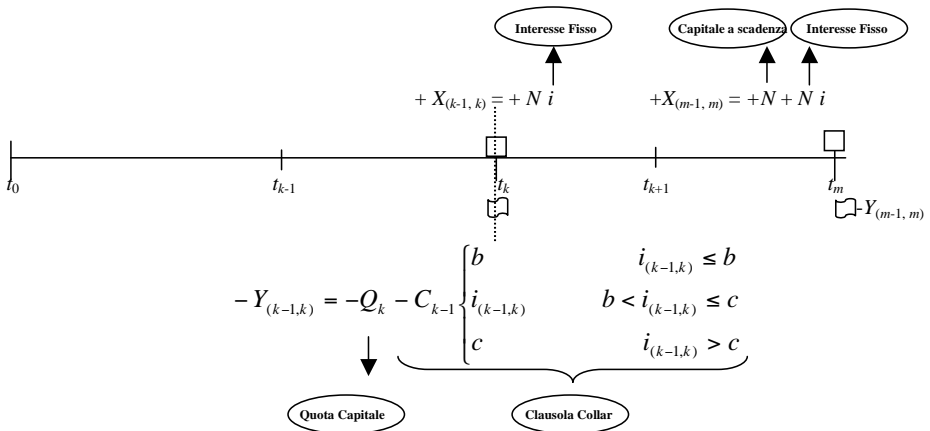 Interesse Fisso Capitale a scadenza Interesse Fisso
+ X(k-1, k) = + N i +X(m-1, m) = +N + N i
t0 tk-1 tk tk+1 tm
-Y(m-1, m)
b i(k−1,k) ≤ b
− Y(k−1,k) = −Qk − Ck−1 { i(k−1,k) b < i(k−1,k) ≤ c
c i(k−1,k) > c
Quota Capitale Clausola Collar